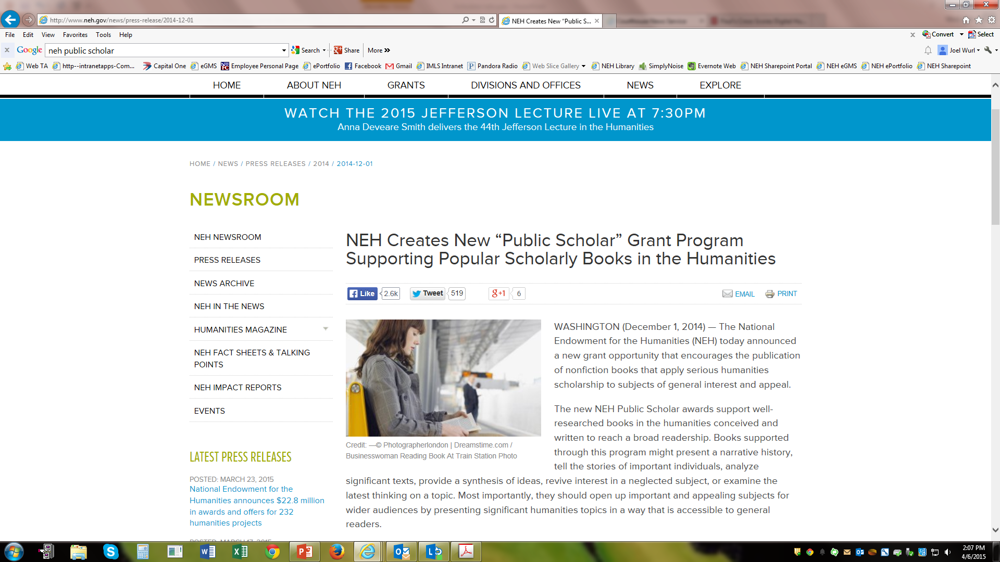 http://www.neh.gov/news/press-release/2014-12-01
NEH Creates New “Public S...
File Edit View Favorites Tools Help
Convert Select
Google neh public scholar Search Share More »
Joel Wurl
Web TA http--intranetapps-Com... Capital One eGMS Employee Personal Page ePortfolio Facebook Gmail IMLS Intranet Pandora Radio Web Slice Gallery NEH Library SimplyNoise Evernote Web NEH Sharepoint Portal NEH eGMS NEH ePortfolio NEH Sharepoint
HOME ABOUT NEH GRANTS DIVISIONS AND OFFICES NEWS EXPLORE
WATCH THE 2015 JEFFERSON LECTURE LIVE AT 7:30PM
Anna Deveare Smith delivers the 44th Jefferson Lecture in the Humanities
HOME / NEWS / PRESS RELEASES / 2014 / 2014-12-01
NEWSROOM
NEH NEWSROOM
PRESS RELEASES
NEWS ARCHIVE
NEH IN THE NEWS
HUMANITIES MAGAZINE
NEH FACT SHEETS & TALKING
POINTS
NEH IMPACT REPORTS
EVENTS
LATEST PRESS RELEASES
POSTED: MARCH 23, 2015
National Endowment for the
Humanities announces $22.8 million
in awards and offers for 232
humanities projects
POSTED: MARCH 17, 2015
NEH Creates New “Public Scholar” Grant Program
Supporting Popular Scholarly Books in the Humanities
Like 2.6k Tweet 519 g+1 6 EMAIL PRINT
Credit: —© Photographerlondon | Dreamstime.com /
Businesswoman Reading Book At Train Station Photo
WASHINGTON (December 1, 2014) — The National
Endowment for the Humanities (NEH) today announced
a new grant opportunity that encourages the publication
of nonfiction books that apply serious humanities
scholarship to subjects of general interest and appeal.
The new NEH Public Scholar awards support well-
researched books in the humanities conceived and
written to reach a broad readership. Books supported
through this program might present a narrative history,
tell the stories of important individuals, analyze
significant texts, provide a synthesis of ideas, revive interest in a neglected subject, or examine the
latest thinking on a topic. Most importantly, they should open up important and appealing subjects for
wider audiences by presenting significant humanities topics in a way that is accessible to general
readers.
2:07 PM
4/6/2015